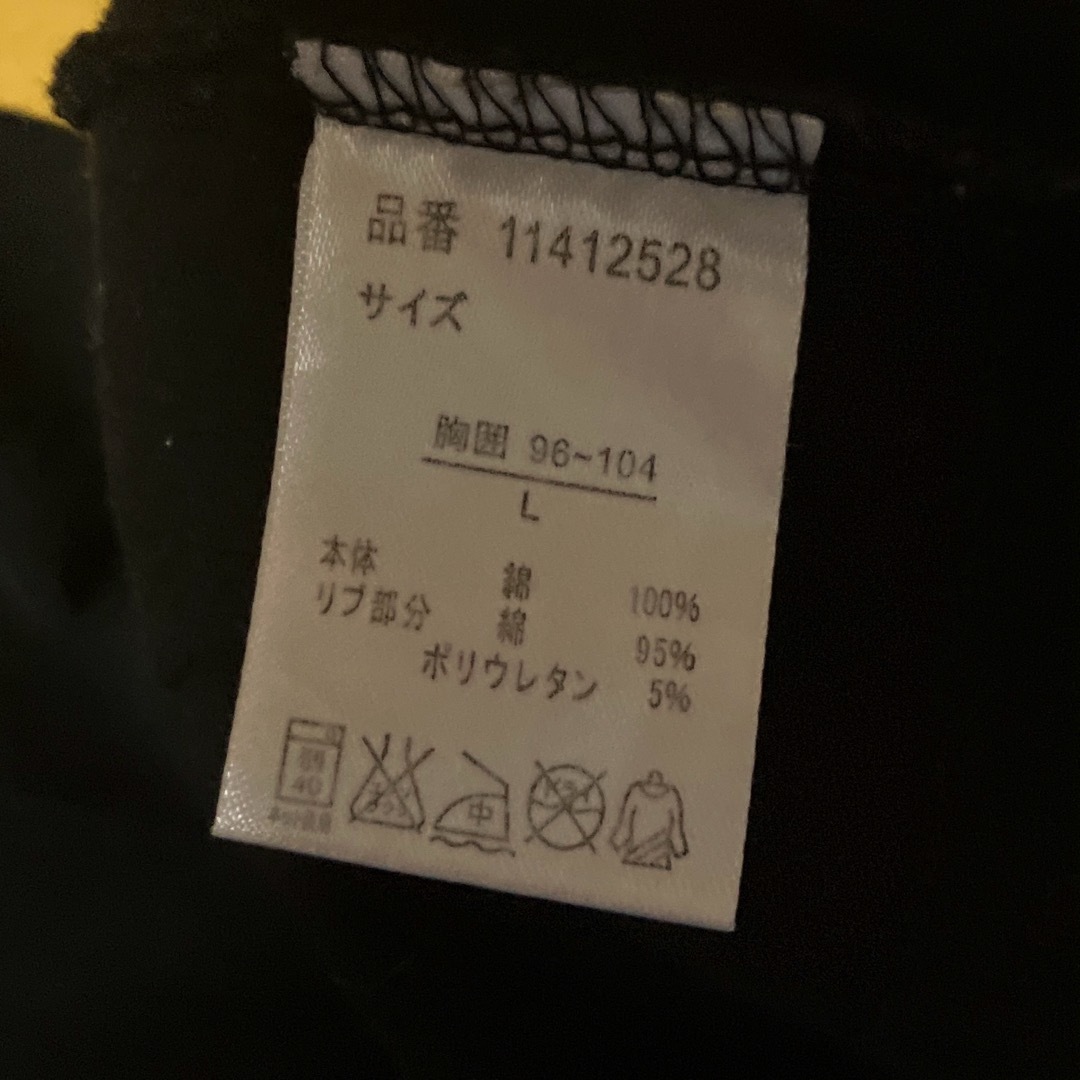 品番 11412528
サイズ
胸囲 96~104
L
本体 綿 100%
リブ部分 綿 95%
ポリウレタン 5%
40
中